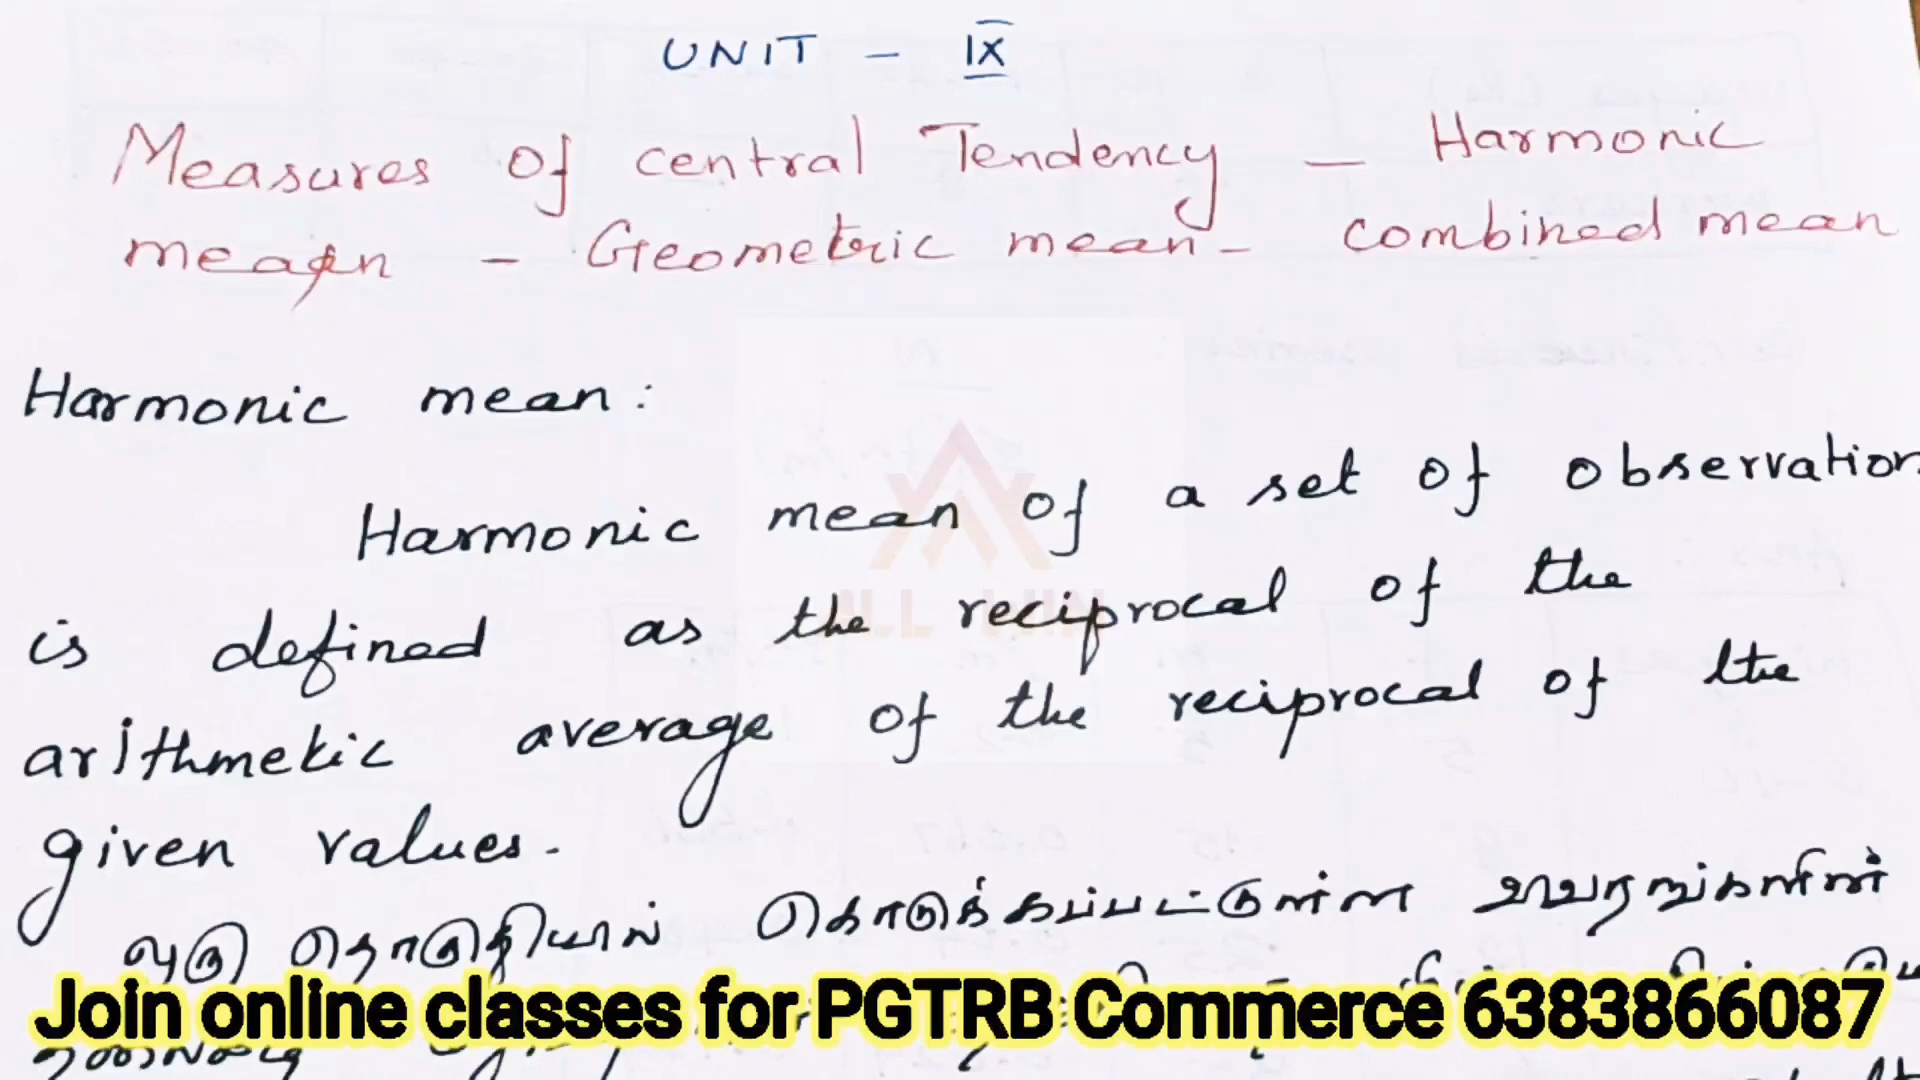 UNIT - IX
Measures of central Tendency - Harmonic
mean - Geometric mean - combined mean
Harmonic mean:
Harmonic mean of a set of observation
is defined as the reciprocal of the
arithmetic average of the reciprocal of the
given values.
ஒரு தொகுதியில் கொடுக்கப்பட்டுள்ள விவரங்களின்
Join online classes for PGTRB Commerce 6383866087